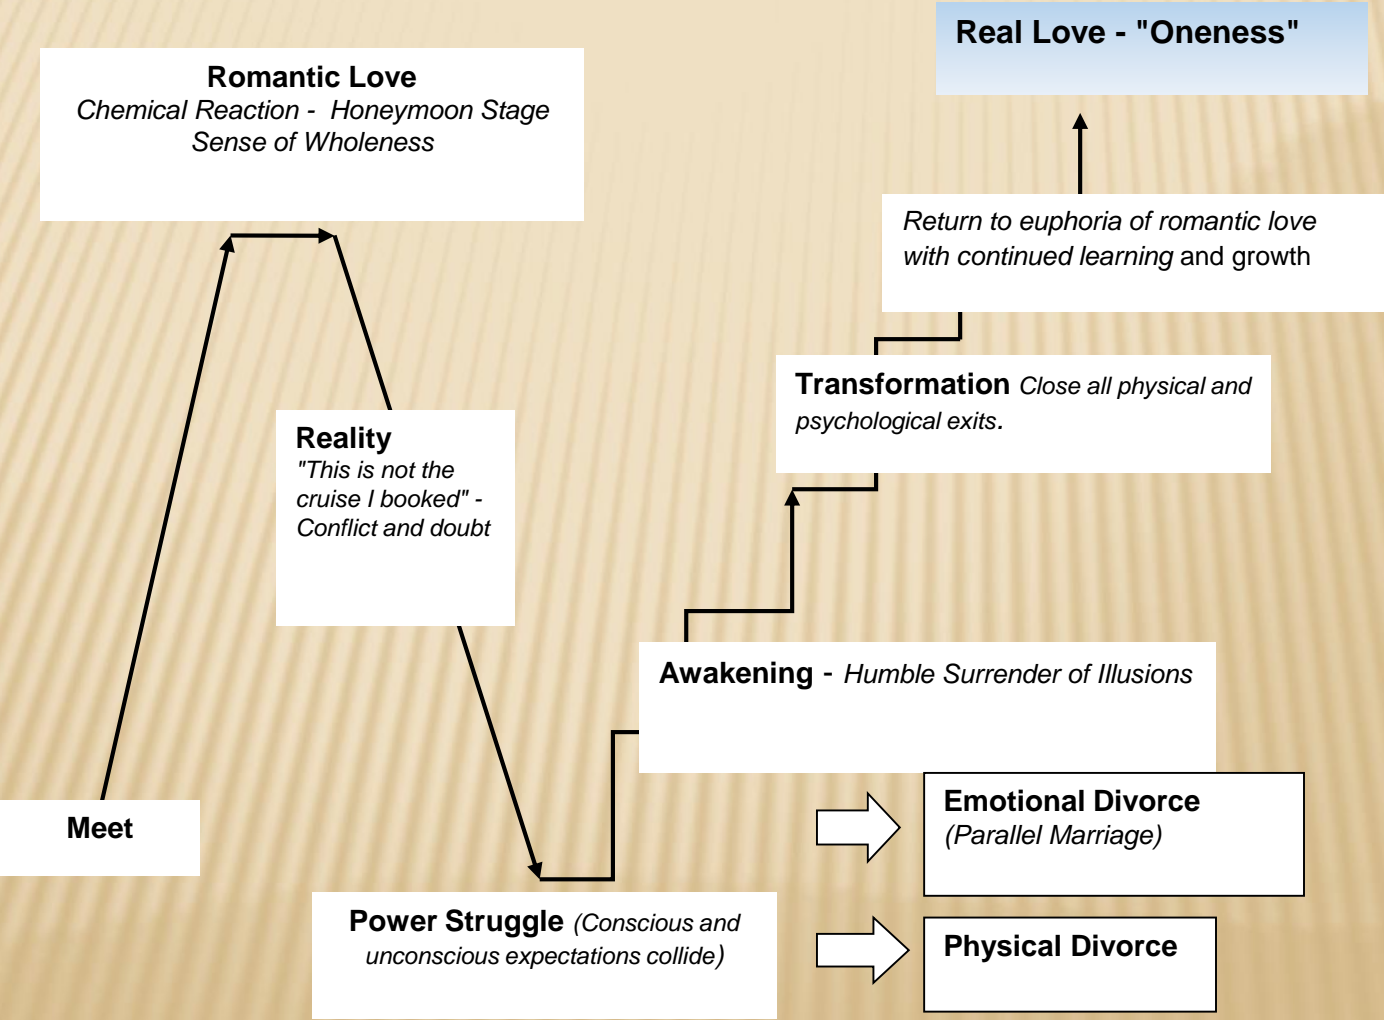 Real Love - "Oneness"
Romantic Love
Chemical Reaction - Honeymoon Stage
Sense of Wholeness
Return to euphoria of romantic love
with continued learning and growth
Transformation Close all physical and
psychological exits.
Reality
"This is not the
cruise I booked" -
Conflict and doubt
Awakening - Humble Surrender of Illusions
Meet
Emotional Divorce
(Parallel Marriage)
Power Struggle (Conscious and
unconscious expectations collide)
Physical Divorce